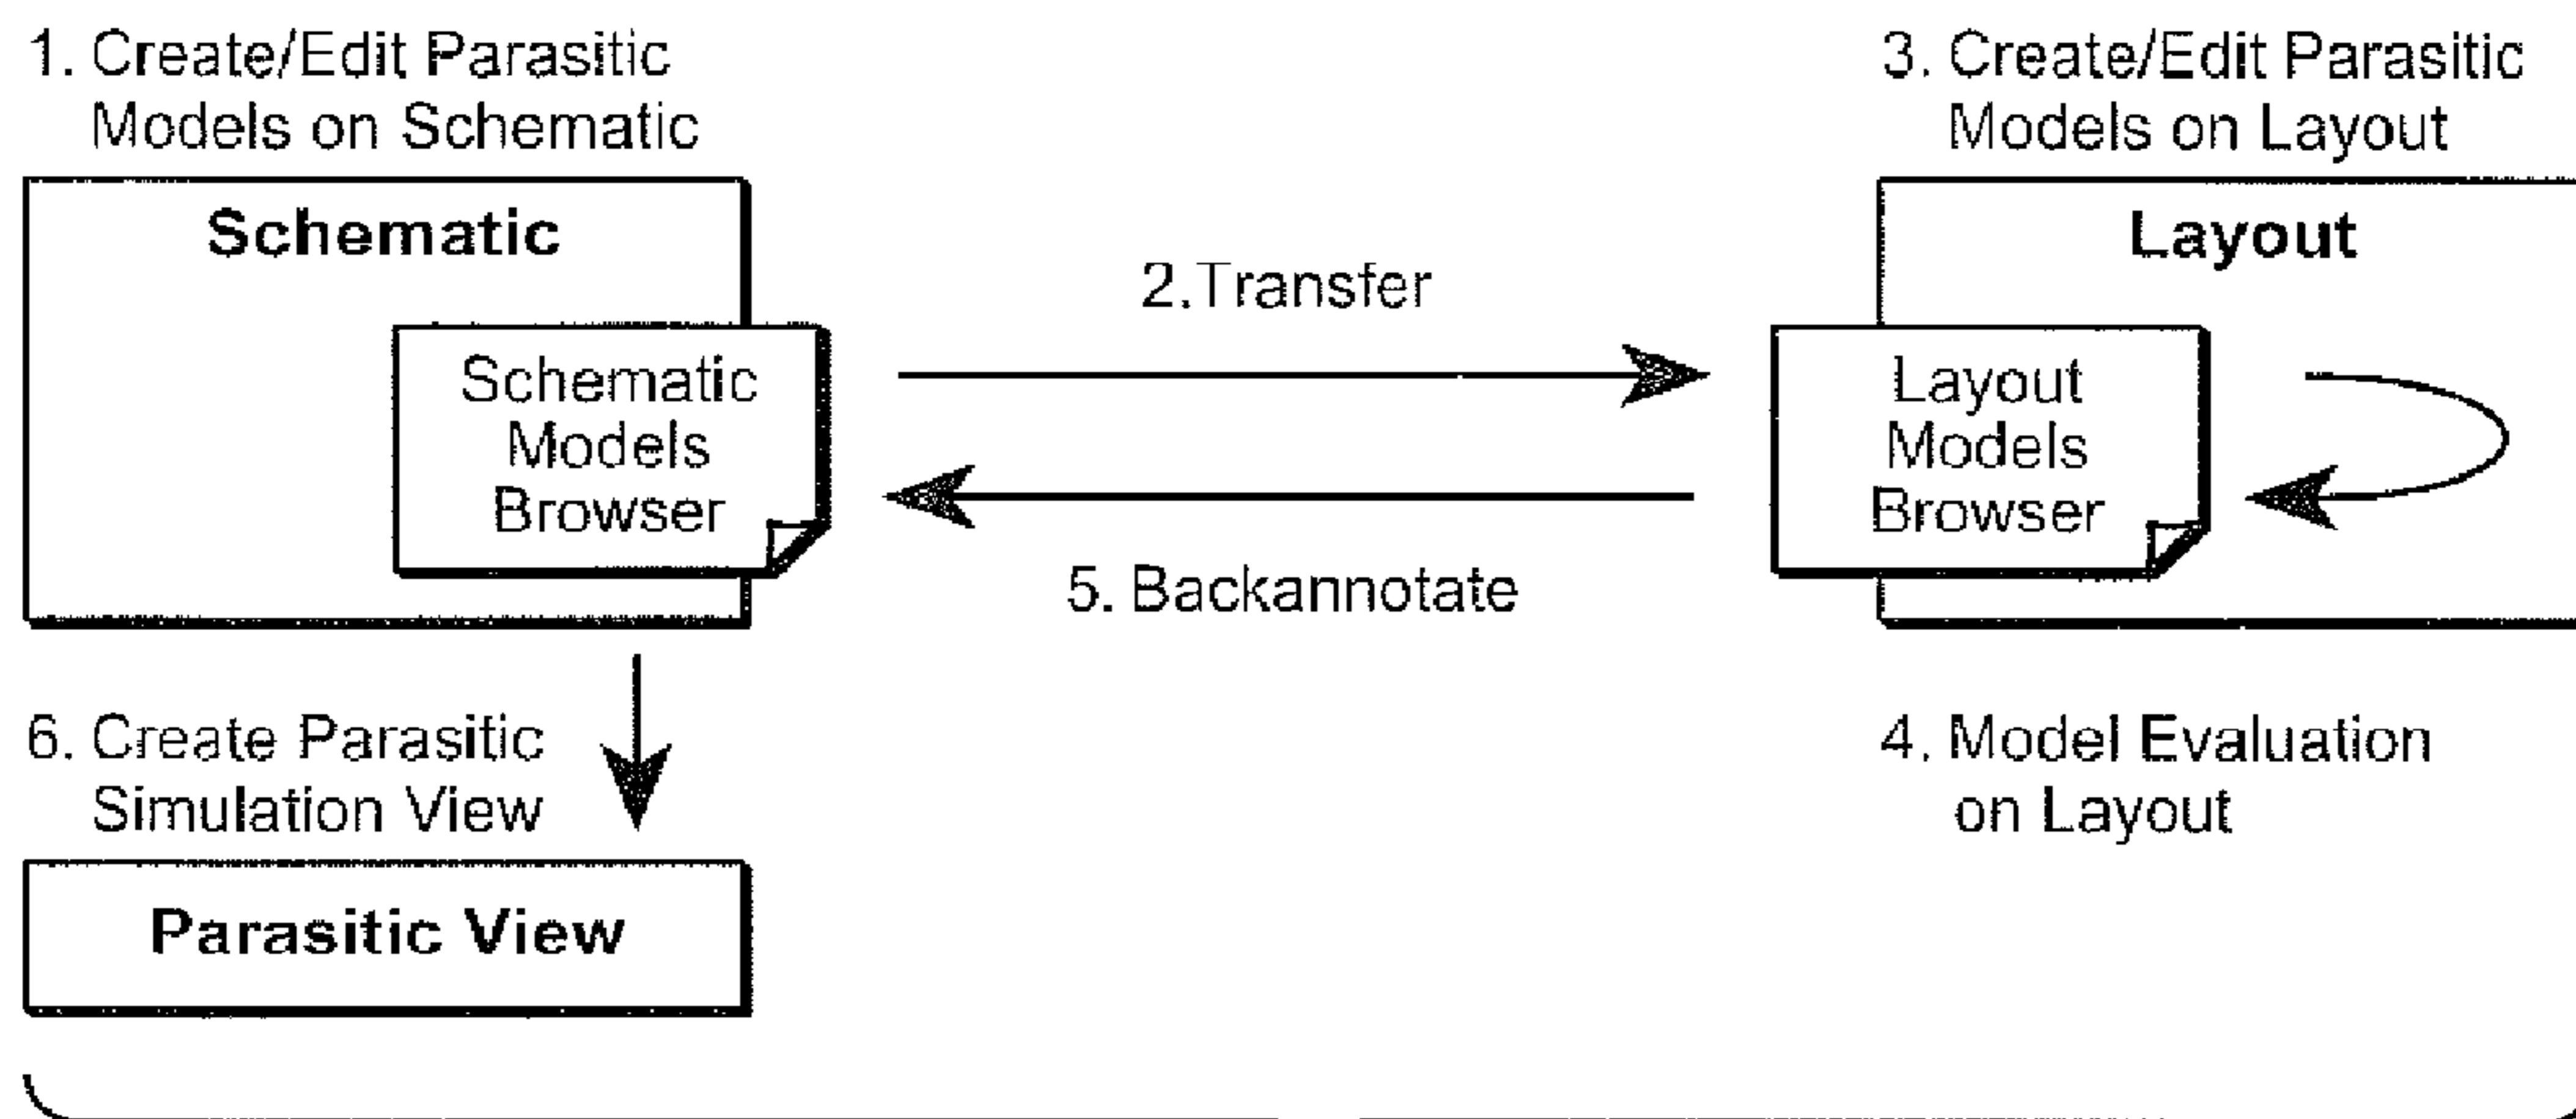 1. Create/Edit Parasitic
Models on Schematic
Schematic
Schematic
Models
Browser
2.Transfer
5. Backannotate
3. Create/Edit Parasitic
Models on Layout
Layout
Layout
Models
Browser
4. Model Evaluation
on Layout
6. Create Parasitic
Simulation View
Parasitic View